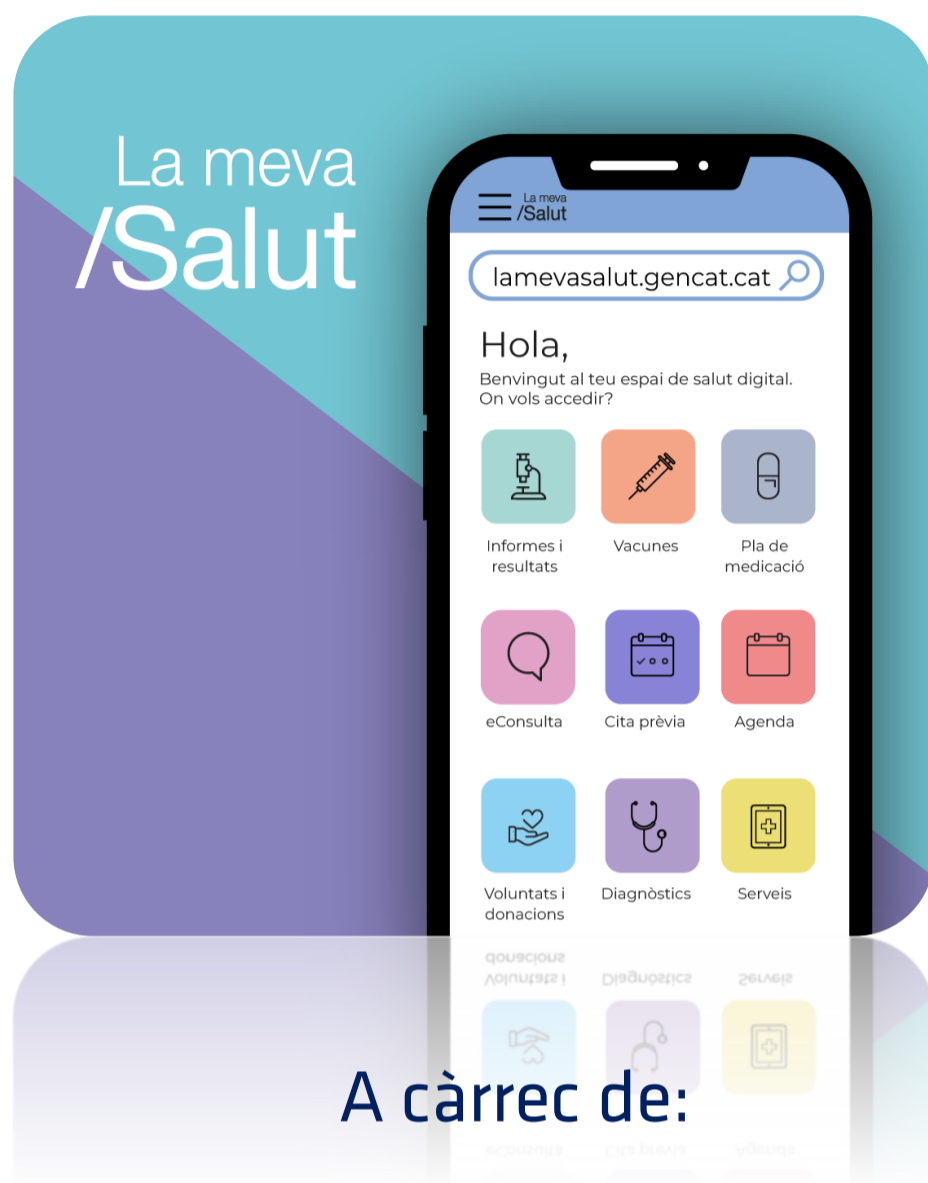 La meva
/Salut
La meva
/Salut
lamevasalut.gencat.cat
Hola,
Benvingut al teu espai de salut digital.
On vols accedir?
Informes i
resultats
Vacunes
Pla de
medicació
eConsulta
Cita prèvia
Agenda
Voluntats i
donacions
Diagnòstics
Serveis
A càrrec de: